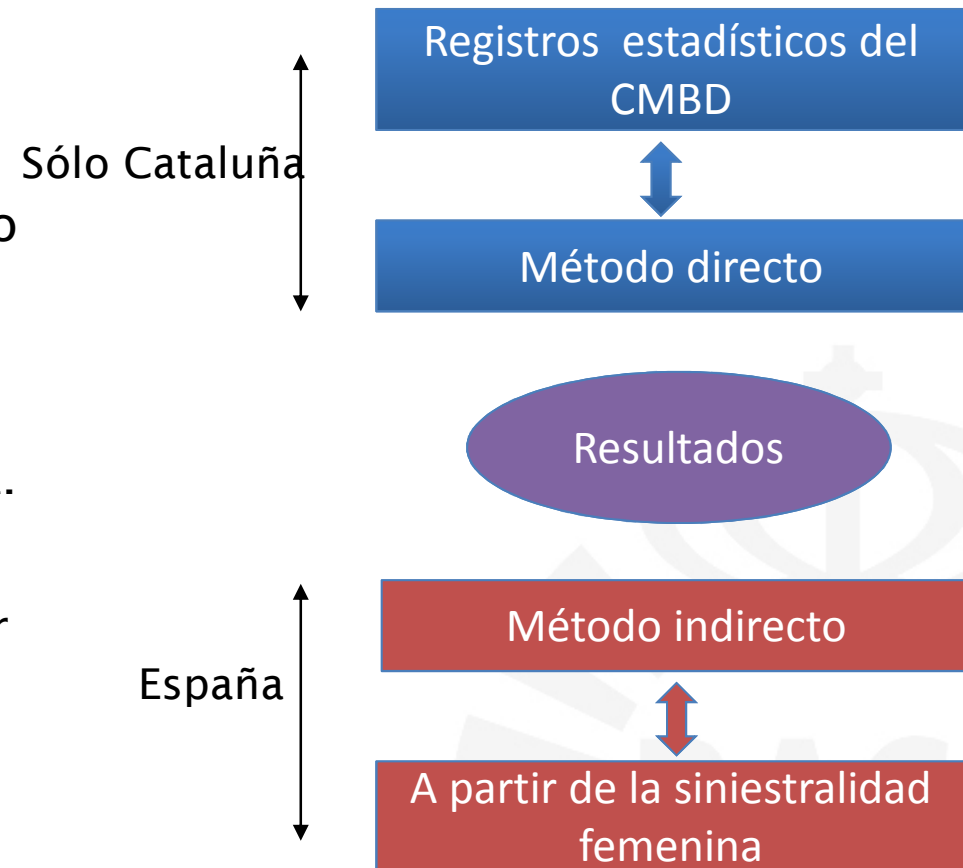 Registros estadísticos del
CMBD
Sólo Cataluña
o
Método directo
Resultados
.
r
Método indirecto
España
A partir de la siniestralidad
femenina